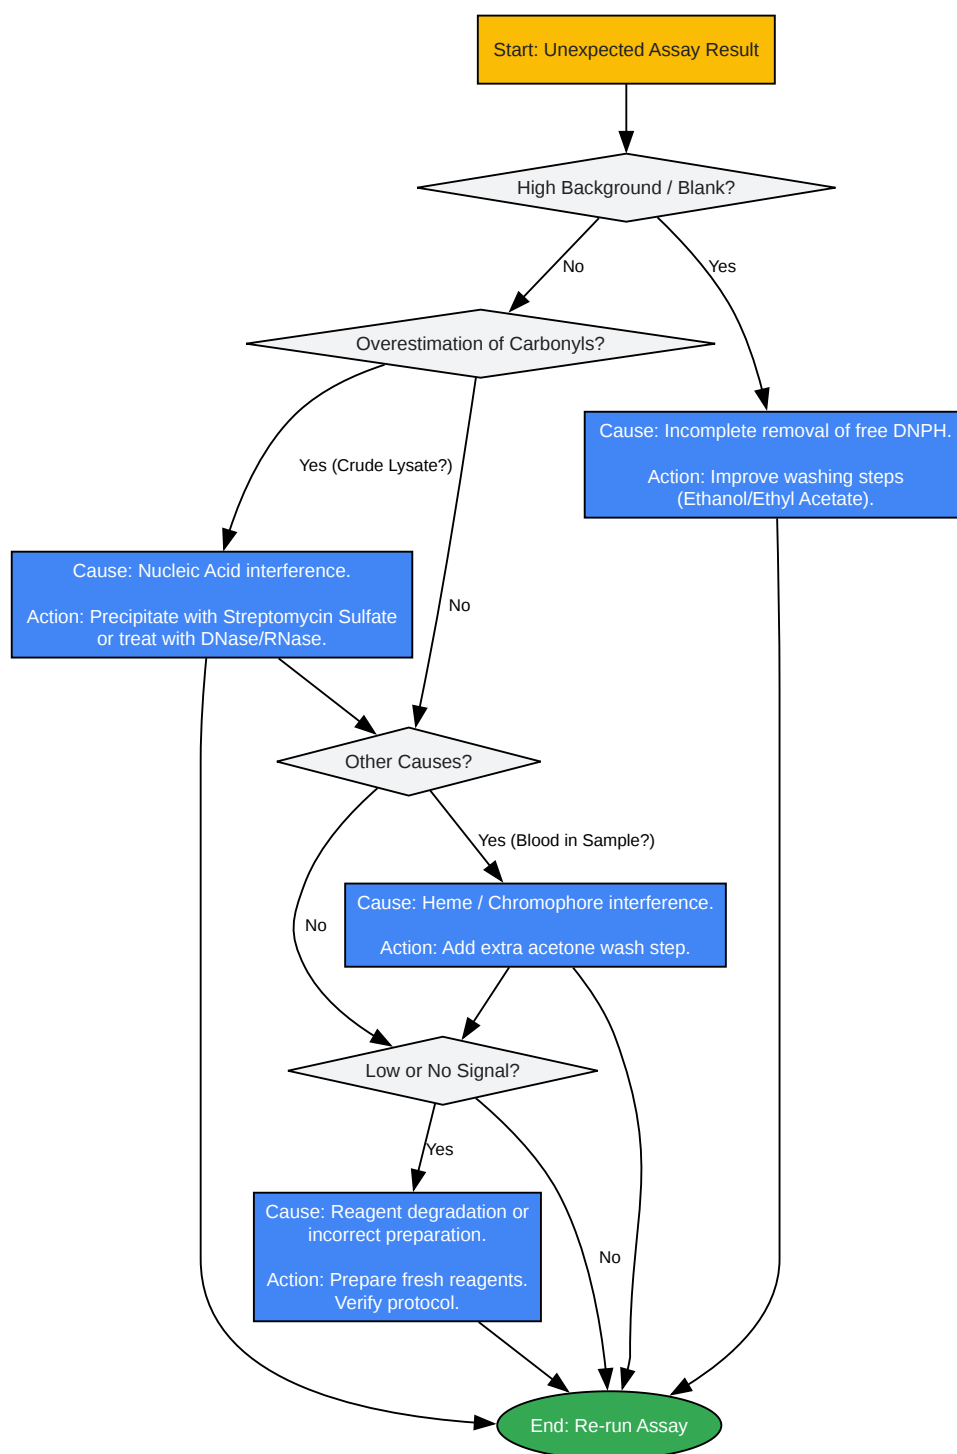 Start: Unexpected Assay Result
High Background / Blank?
No
Yes
Overestimation of Carbonyls?
Cause: Incomplete removal of free DNPH.
Action: Improve washing steps
(Ethanol/Ethyl Acetate).
Yes (Crude Lysate?)
Cause: Nucleic Acid interference.
Action: Precipitate with Streptomycin Sulfate
or treat with DNase/RNase.
No
Other Causes?
Yes (Blood in Sample?)
Cause: Heme / Chromophore interference.
Action: Add extra acetone wash step.
No
Low or No Signal?
Yes
Cause: Reagent degradation or
incorrect preparation.
Action: Prepare fresh reagents.
Verify protocol.
No
End: Re-run Assay